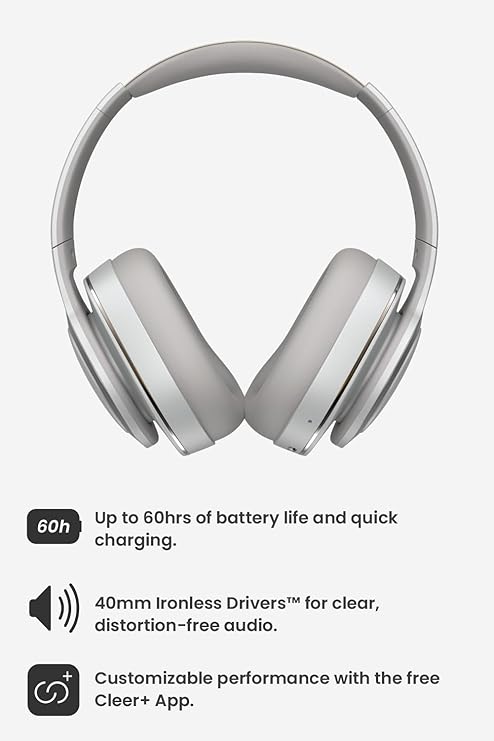 60h
Up to 60hrs of battery life and quick
charging.
40mm Ironless Drivers™ for clear,
distortion-free audio.
Customizable performance with the free
Cleer+ App.